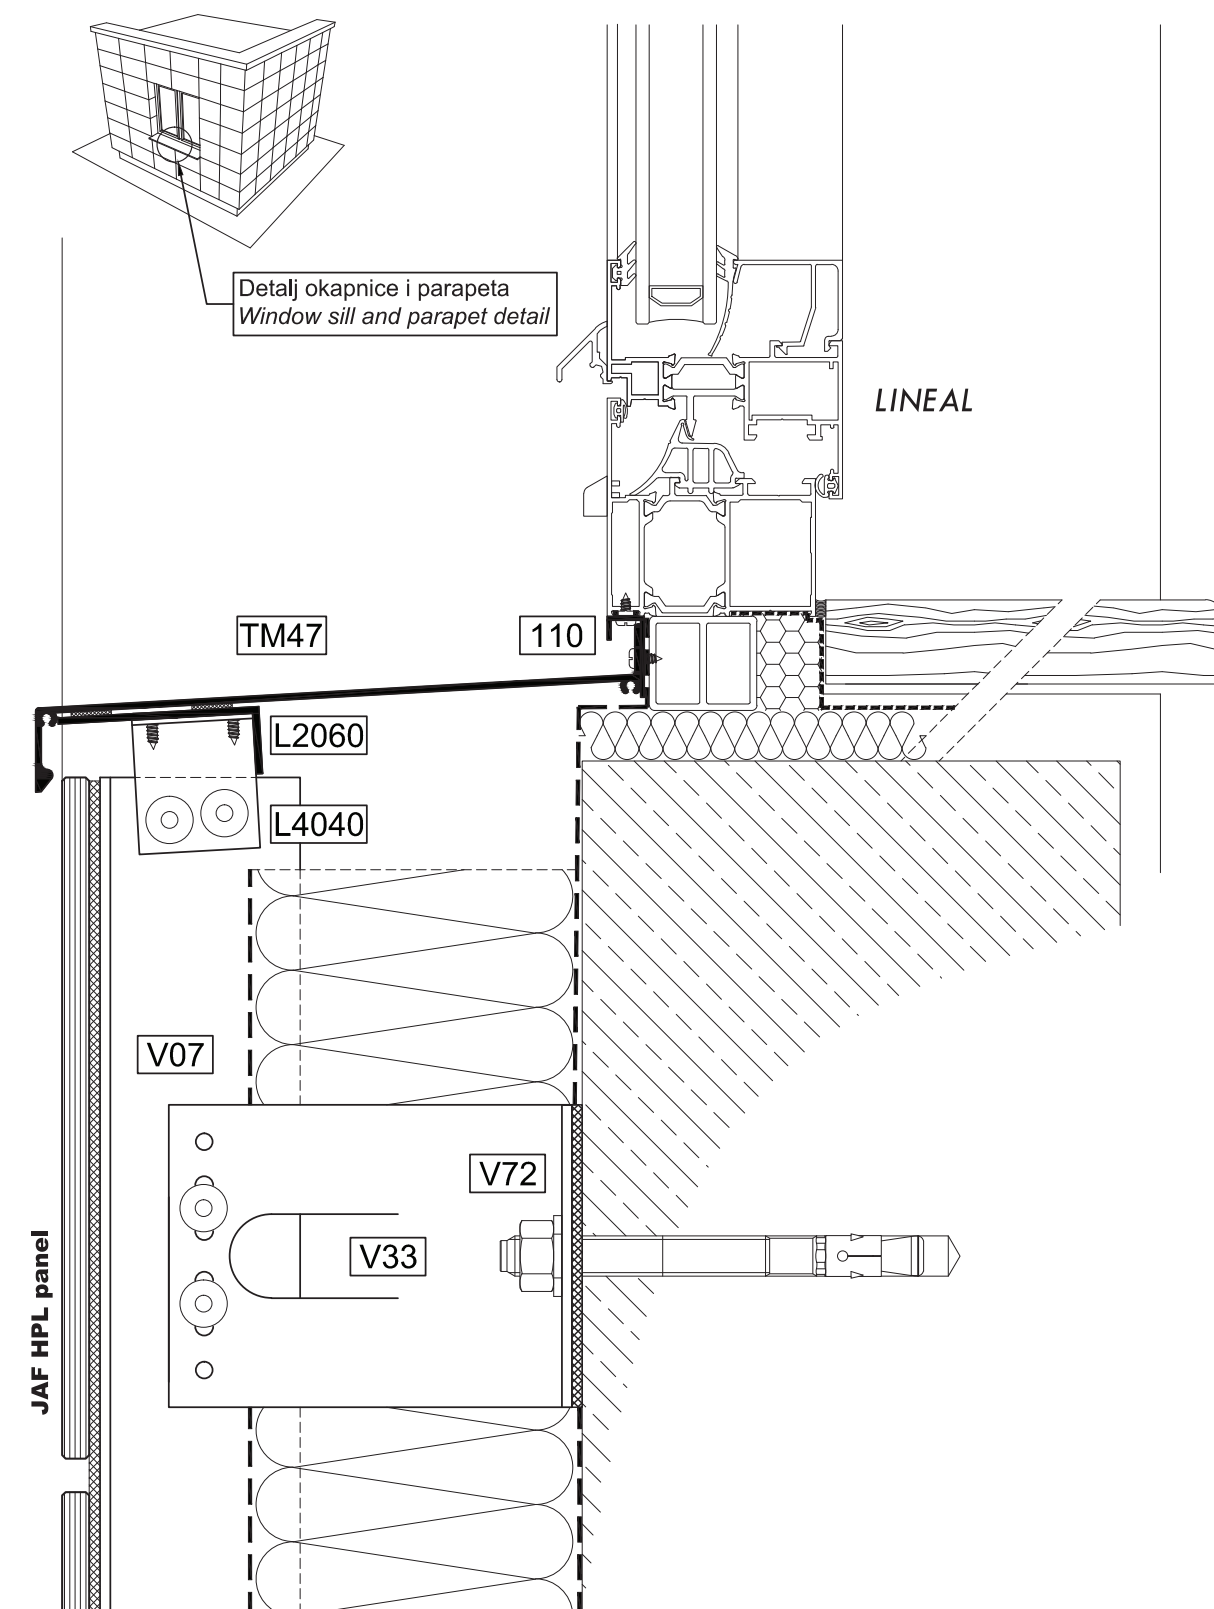 Detalj okapnice i parapeta
Window sill and parapet detail
LINEAL
TM47
110
L2060
L4040
V07
V72
V33
JAF HPL panel